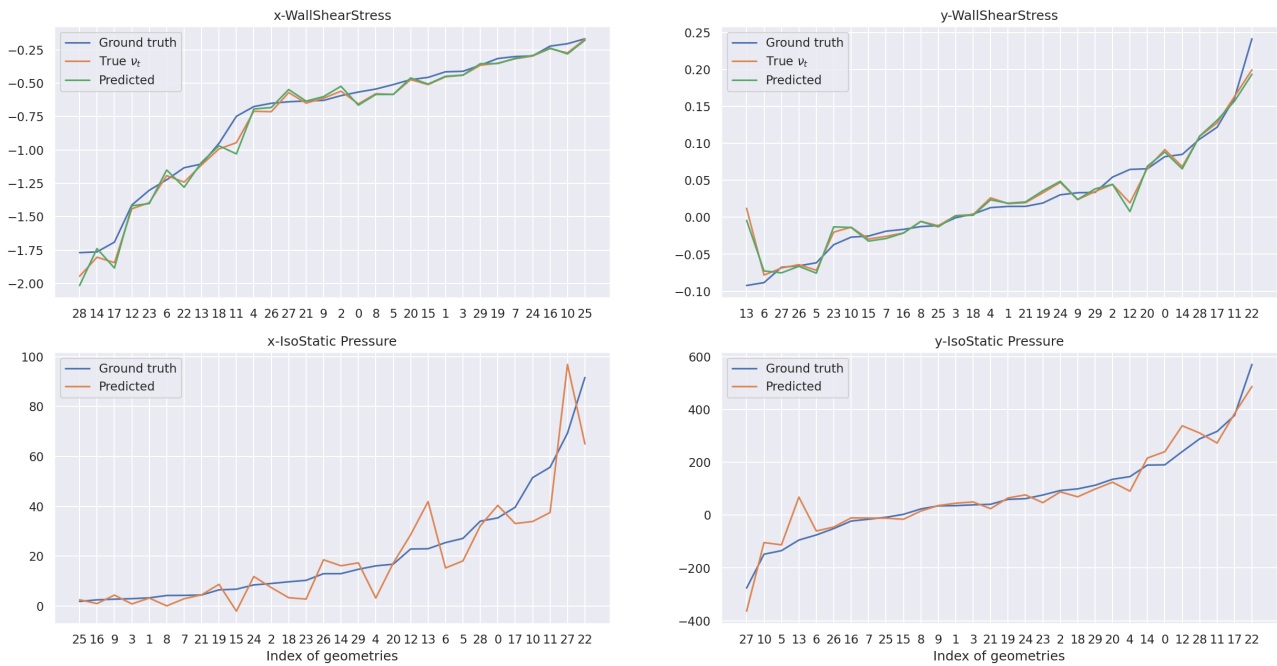 x-WallShearStress
Ground truth
True νt
Predicted
−0.25
−0.50
−0.75
−1.00
−1.25
−1.50
−1.75
−2.00
28 14 17 12 23 6 22 13 18 11 4 26 27 21 9 2 0 8 5 20 15 1 3 29 19 7 24 16 10 25
y-WallShearStress
Ground truth
True νt
Predicted
0.25
0.20
0.15
0.10
0.05
0.00
−0.05
−0.10
13 6 27 26 5 23 10 15 7 16 8 25 3 18 4 1 21 19 24 9 29 2 12 20 0 14 28 17 11 22
x-IsoStatic Pressure
Ground truth
Predicted
100
80
60
40
20
0
25 16 9 3 1 8 7 21 19 15 24 2 18 23 26 14 29 4 20 12 13 6 5 28 0 17 10 11 27 22
Index of geometries
y-IsoStatic Pressure
Ground truth
Predicted
600
400
200
0
−200
−400
27 10 5 13 6 26 16 7 25 15 8 9 1 3 21 19 24 23 2 18 29 20 4 14 0 12 28 11 17 22
Index of geometries